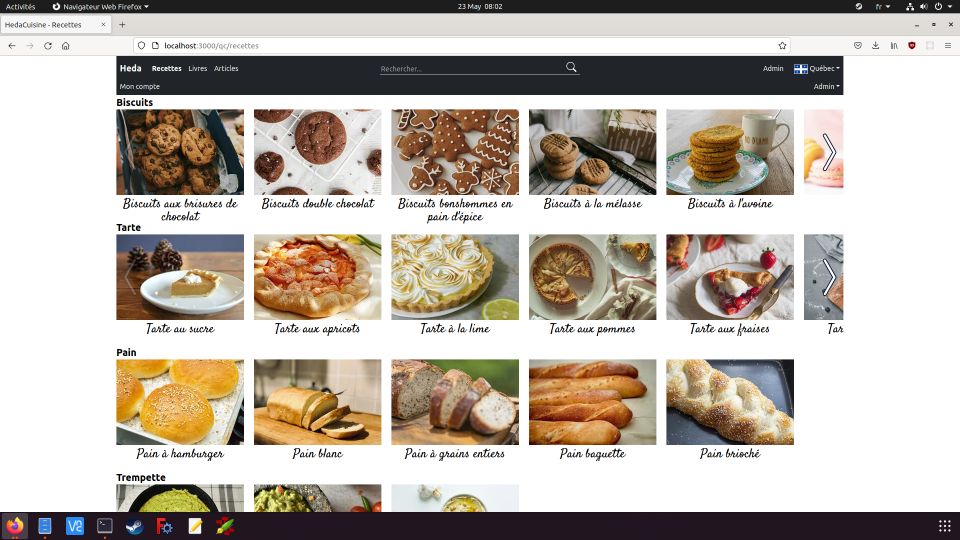 Activités
Navigateur Web Firefox
23 May 08:02
fr
HedaCuisine - Recettes
localhost:3000/qc/recettes
Heda Recettes Livres Articles
Rechercher...
Admin
Québec
Mon compte
Admin
Biscuits
Biscuits aux brisures de
chocolat
Biscuits double chocolat
Biscuits bonshommes en
pain d'épice
Biscuits à la mélasse
Biscuits à l'avoine
Tarte
Tarte au sucre
Tarte aux apricots
Tarte à la lime
Tarte aux pommes
Tarte aux fraises
Tar
Pain
Pain à hamburger
Pain blanc
Pain à grains entiers
Pain baguette
Pain brioché
Trempette